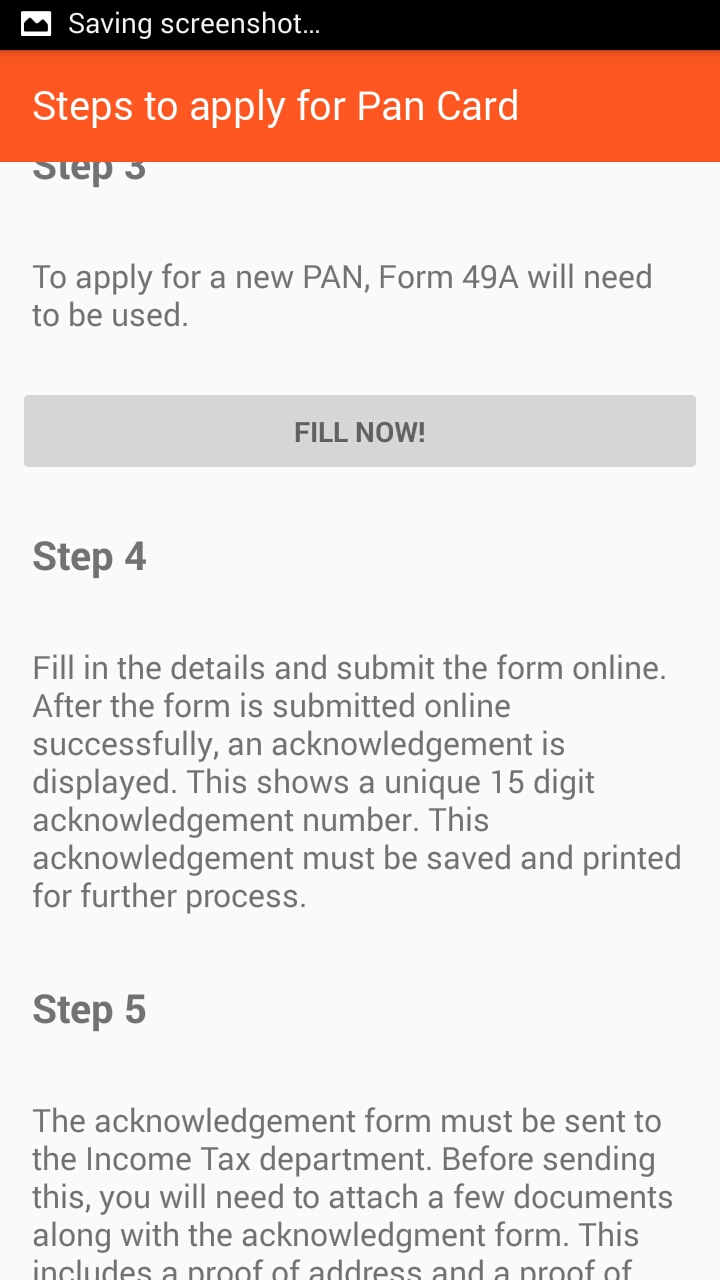 Saving screenshot...
Steps to apply for Pan Card
Step 3
To apply for a new PAN, Form 49A will need
to be used.
FILL NOW!
Step 4
Fill in the details and submit the form online.
After the form is submitted online
successfully, an acknowledgement is
displayed. This shows a unique 15 digit
acknowledgement number. This
acknowledgement must be saved and printed
for further process.
Step 5
The acknowledgement form must be sent to
the Income Tax department. Before sending
this, you will need to attach a few documents
along with the acknowledgment form. This
includes a proof of address and a proof of